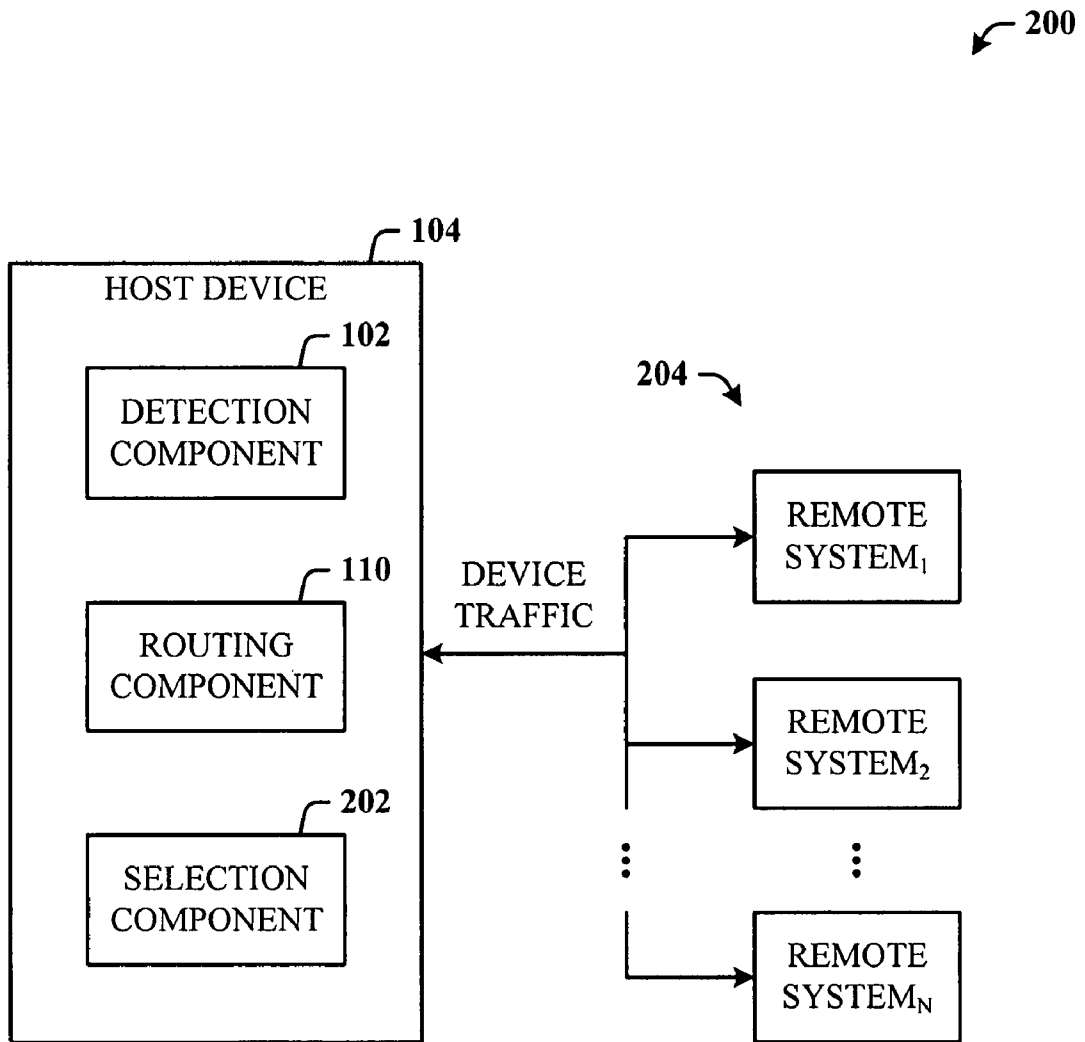 200
104
HOST DEVICE
102
DETECTION
COMPONENT
110
ROUTING
COMPONENT
202
SELECTION
COMPONENT
DEVICE
TRAFFIC
204
REMOTE
SYSTEM₁
REMOTE
SYSTEM₂
REMOTE
SYSTEM_N